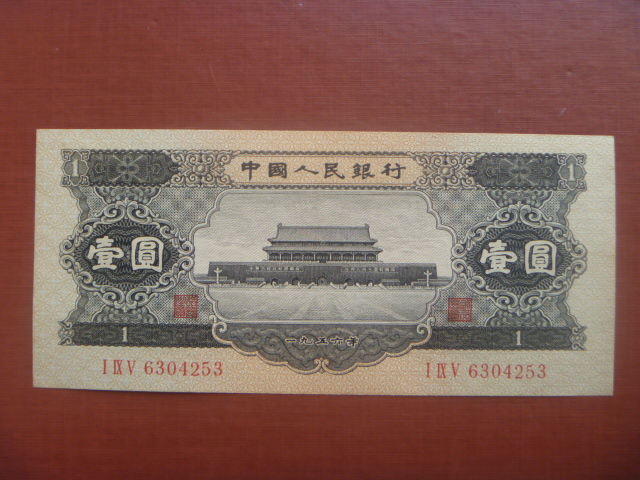 中國人民銀行
1 1
壹圓 壹圓
1 1
一九五六年
I IX V 6304253 I IX V 6304253